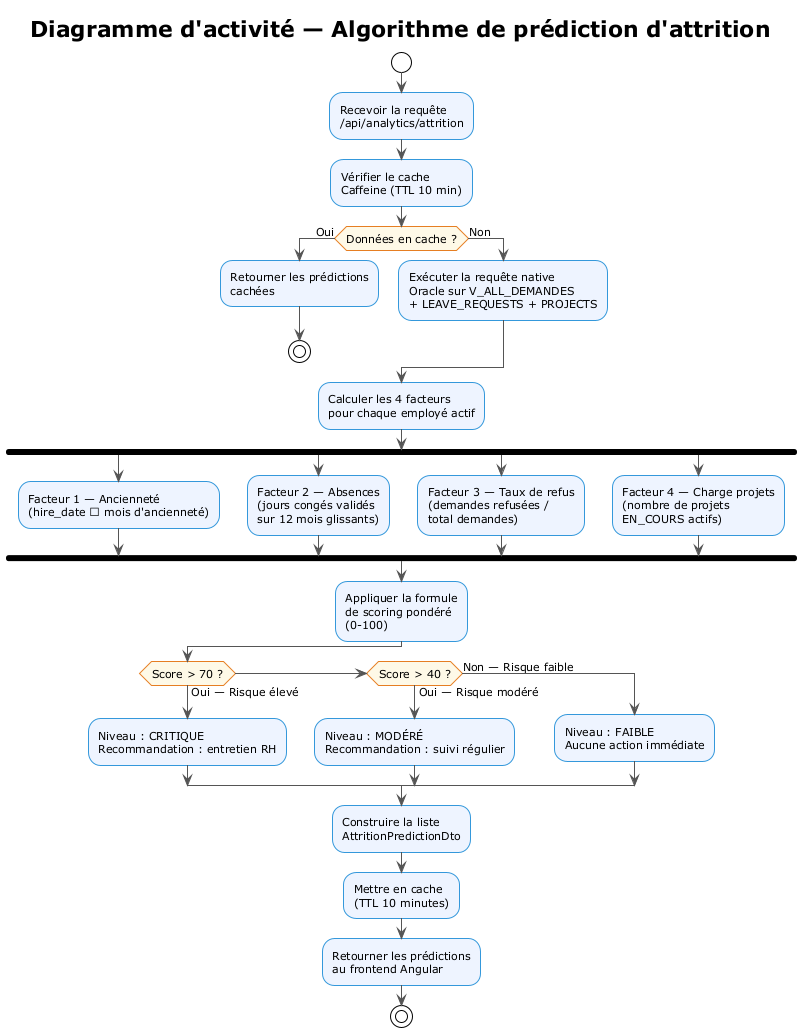 Diagramme d'activité — Algorithme de prédiction d'attrition
Recevoir la requête
/api/analytics/attrition
Vérifier le cache
Caffeine (TTL 10 min)
Oui
Données en cache ?
Non
Retourner les prédictions
cachées
Exécuter la requête native
Oracle sur V_ALL_DEMANDES
+ LEAVE_REQUESTS + PROJECTS
Calculer les 4 facteurs
pour chaque employé actif
Facteur 1 — Ancienneté
(hire_date □ mois d'ancienneté)
Facteur 2 — Absences
(jours congés validés
sur 12 mois glissants)
Facteur 3 — Taux de refus
(demandes refusées /
total demandes)
Facteur 4 — Charge projets
(nombre de projets
EN_COURS actifs)
Appliquer la formule
de scoring pondéré
(0-100)
Score > 70 ?
Oui — Risque élevé
Score > 40 ?
Oui — Risque modéré
Non — Risque faible
Niveau : CRITIQUE
Recommandation : entretien RH
Niveau : MODÉRÉ
Recommandation : suivi régulier
Niveau : FAIBLE
Aucune action immédiate
Construire la liste
AttritionPredictionDto
Mettre en cache
(TTL 10 minutes)
Retourner les prédictions
au frontend Angular